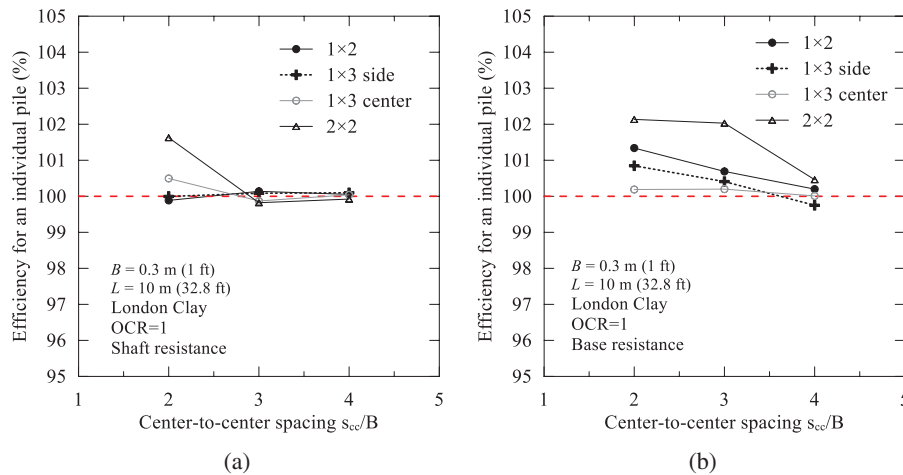 105
104
103
102
101
100
99
98
97
96
95
Efficiency for an individual pile (%)
1×2
1×3 side
1×3 center
2×2
B = 0.3 m (1 ft)
L = 10 m (32.8 ft)
London Clay
OCR=1
Shaft resistance
1 2 3 4 5
Center-to-center spacing scc/B
(a)
105
104
103
102
101
100
99
98
97
96
95
Efficiency for an individual pile (%)
1×2
1×3 side
1×3 center
2×2
B = 0.3 m (1 ft)
L = 10 m (32.8 ft)
London Clay
OCR=1
Base resistance
1 2 3 4 5
Center-to-center spacing scc/B
(b)